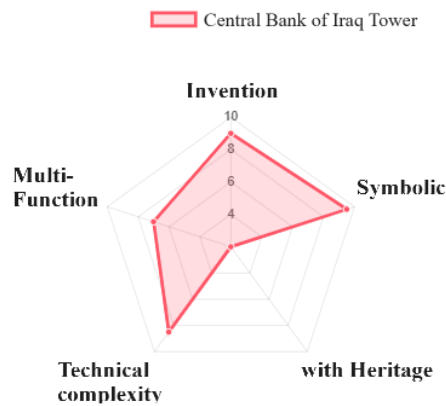 Central Bank of Iraq Tower
Invention
10
8
6
4
Multi-
Function
Symbolic
Technical
complexity
with Heritage